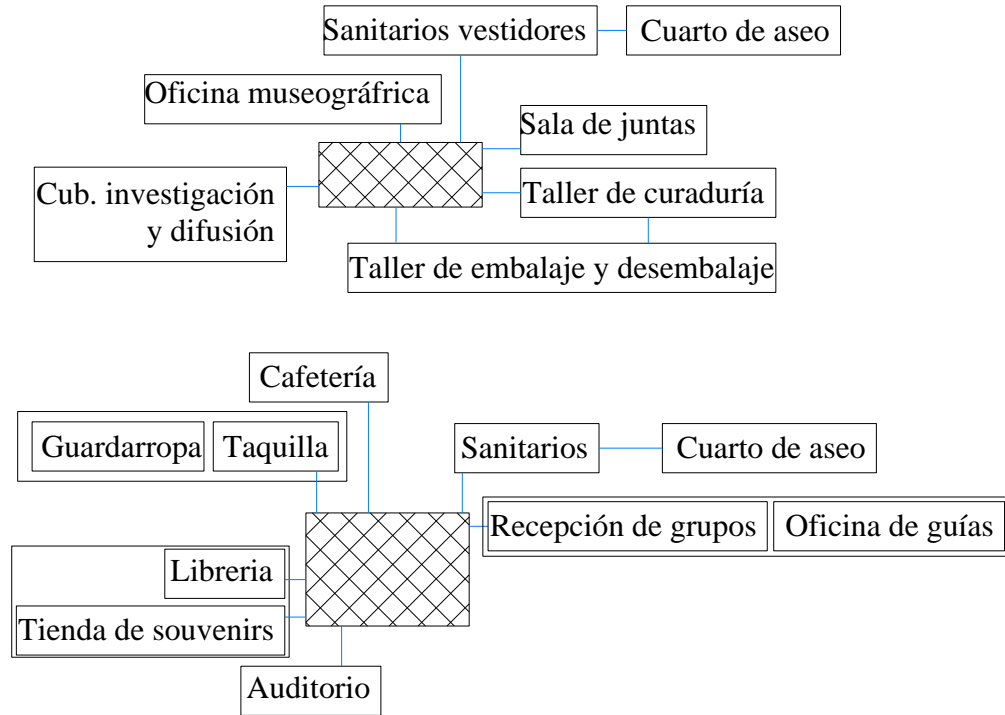 Sanitarios vestidores
Cuarto de aseo
Oficina museográfrica
Sala de juntas
Cub. investigación
y difusión
Taller de curaduría
Taller de embalaje y desembalaje
Cafetería
Guardarropa
Taquilla
Sanitarios
Cuarto de aseo
Recepción de grupos
Oficina de guías
Libreria
Tienda de souvenirs
Auditorio